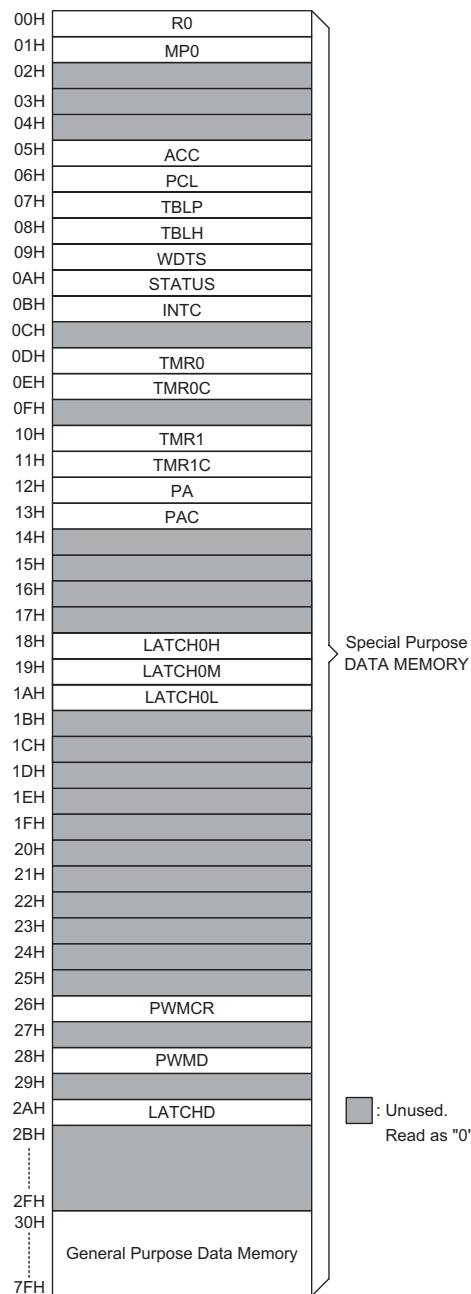 00H R0
01H MP0
02H
03H
04H
05H ACC
06H PCL
07H TBLP
08H TBLH
09H WDTS
0AH STATUS
0BH INTC
0CH
0DH TMR0
0EH TMR0C
0FH
10H TMR1
11H TMR1C
12H PA
13H PAC
14H
15H
16H
17H
18H LATCH0H
Special Purpose
DATA MEMORY
19H LATCH0M
1AH LATCH0L
1BH
1CH
1DH
1EH
1FH
20H
21H
22H
23H
24H
25H
26H PWMCR
27H
28H PWMD
29H
2AH LATCHD
: Unused.
Read as "0"
2BH
2FH
30H
General Purpose Data Memory
7FH